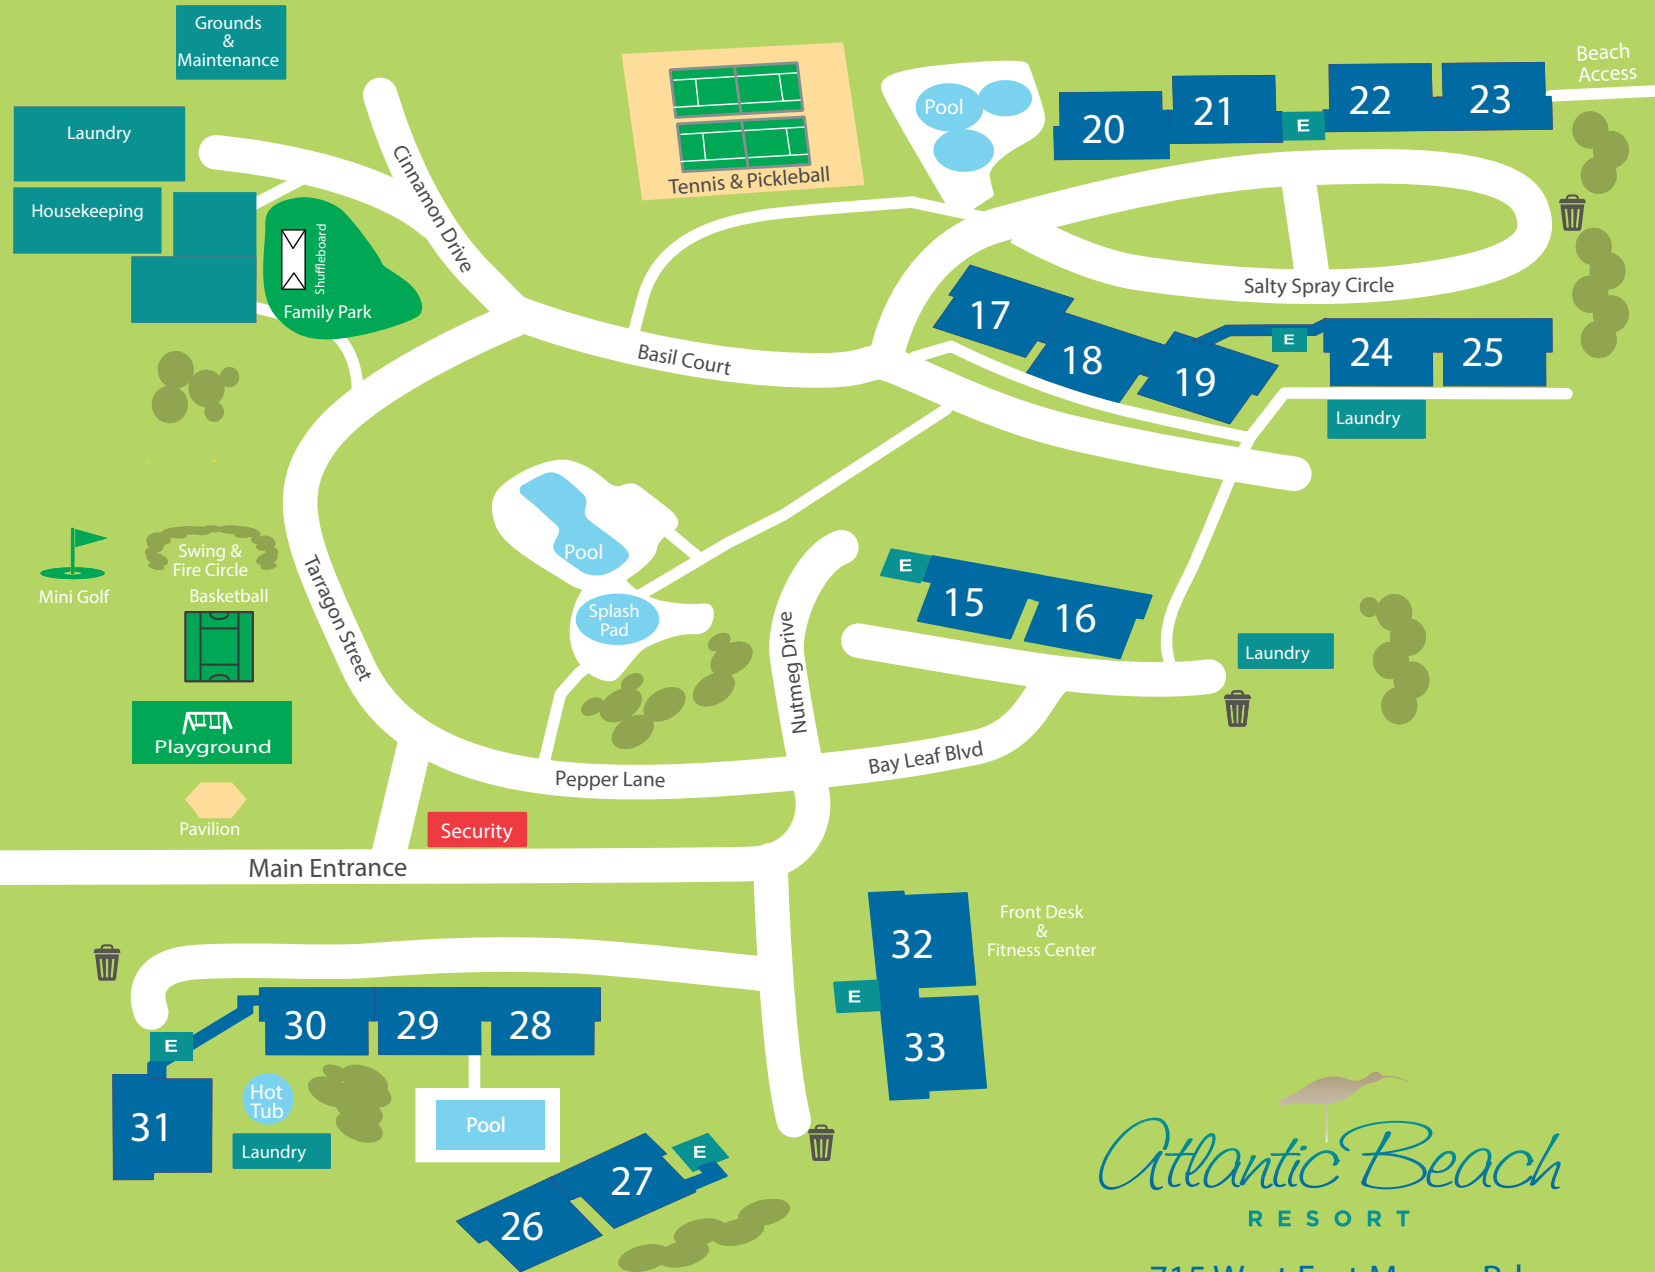 Grounds
&
Maintenance
Laundry
Housekeeping
Shuffleboard
Family Park
Cinnamon Drive
Tennis & Pickleball
Pool
20
21
E
22
23
Beach
Access
Salty Spray Circle
17
18
19
E
24
25
Laundry
Basil Court
Mini Golf
Swing &
Fire Circle
Basketball
Playground
Pavilion
Tarragon Street
Pool
Splash
Pad
Nutmeg Drive
E
15
16
Laundry
Pepper Lane
Bay Leaf Blvd
Security
Main Entrance
32
E
33
Front Desk
&
Fitness Center
30
29
28
E
31
Hot
Tub
Laundry
Pool
E
27
26
Atlantic Beach
RESORT